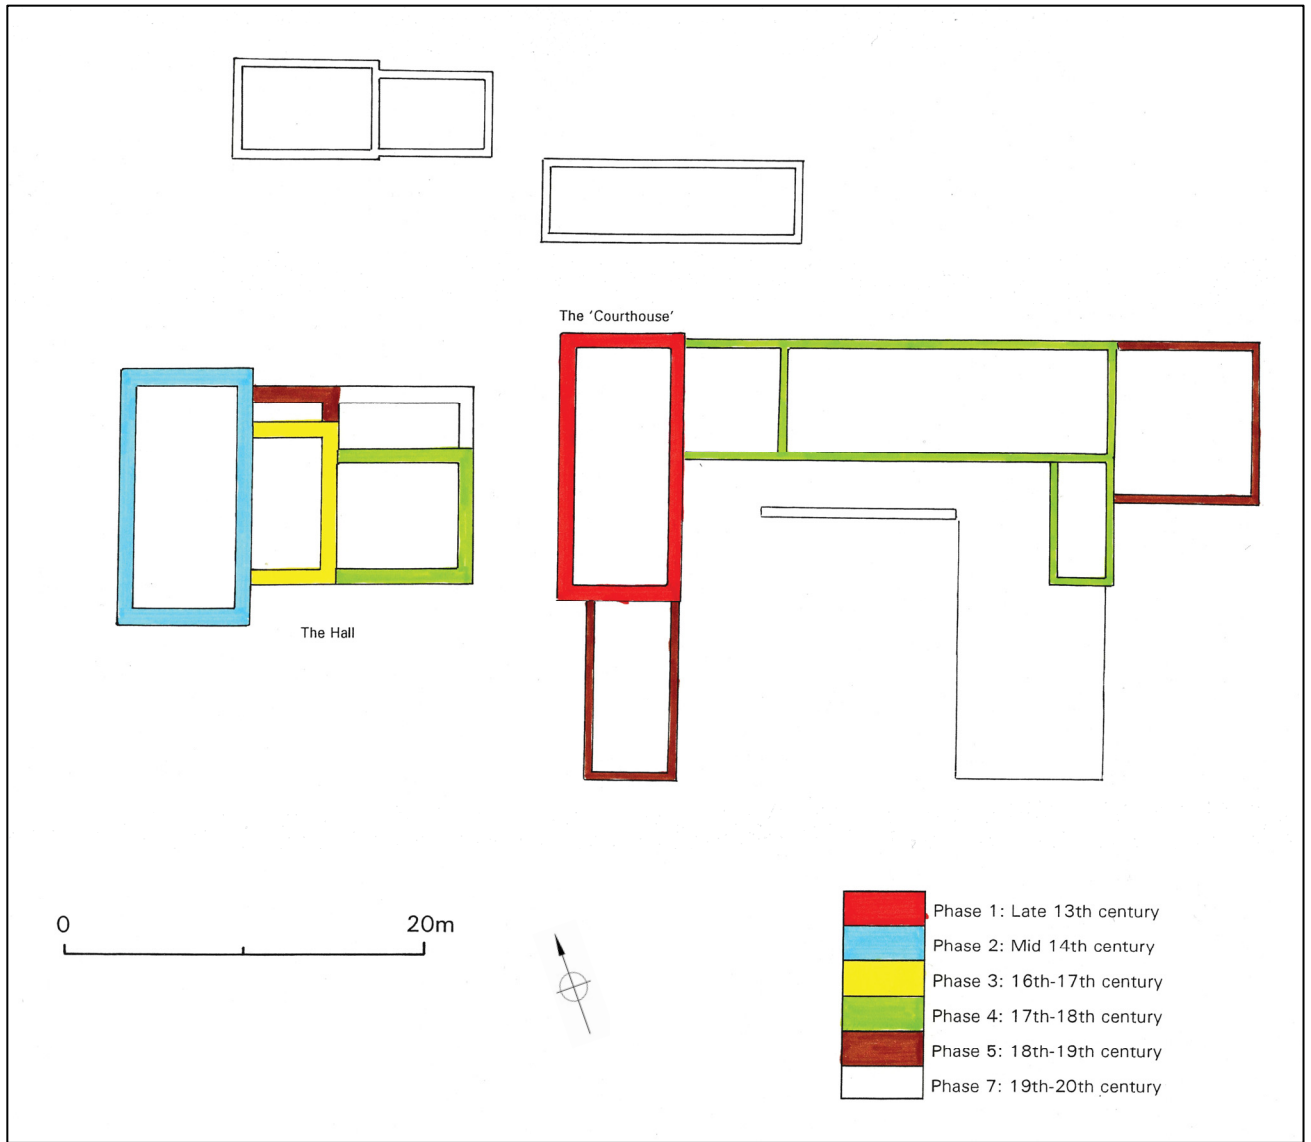 The 'Courthouse'
The Hall
0 20m
Phase 1: Late 13th century
Phase 2: Mid 14th century
Phase 3: 16th-17th century
Phase 4: 17th-18th century
Phase 5: 18th-19th century
Phase 7: 19th-20th century